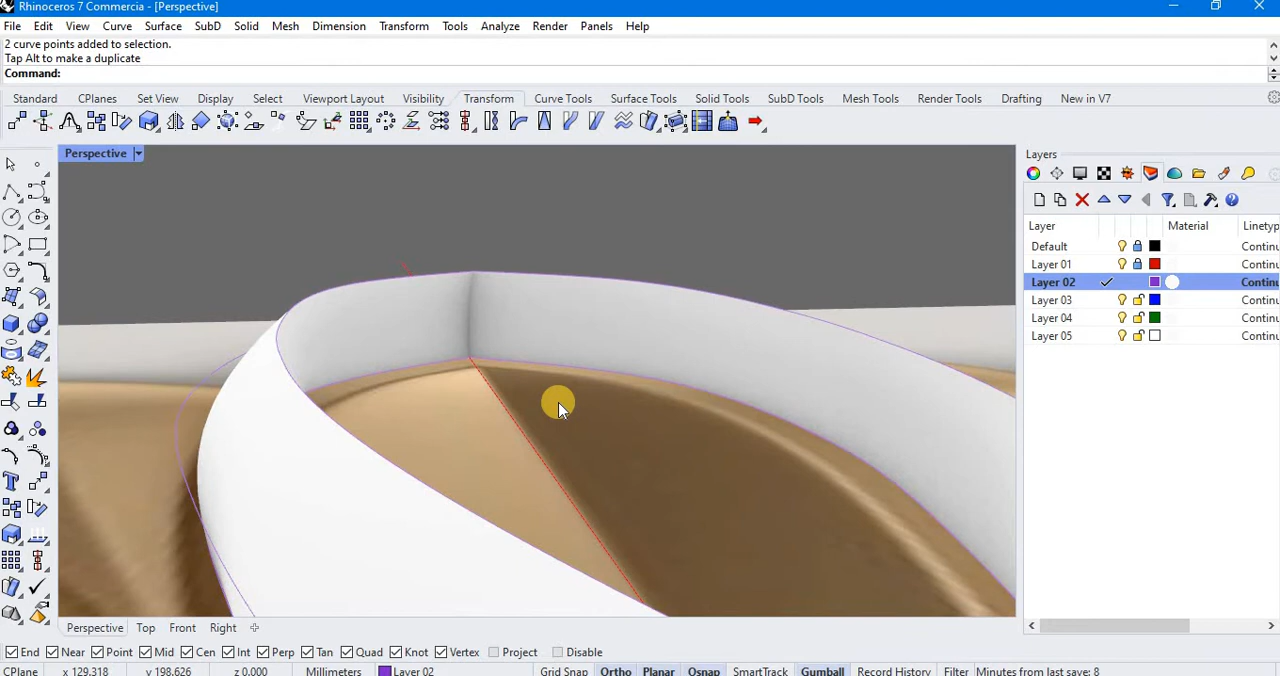 Rhinoceros 7 Commercia - [Perspective]
File Edit View Curve Surface SubD Solid Mesh Dimension Transform Tools Analyze Render Panels Help
2 curve points added to selection.
Tap Alt to make a duplicate
Command:
Standard CPlanes Set View Display Select Viewport Layout Visibility Transform Curve Tools Surface Tools Solid Tools SubD Tools Mesh Tools Render Tools Drafting New in V7
Perspective
Layers
Layer Material Linetyp
Default Continu
Layer 01 Continu
Layer 02 Continu
Layer 03 Continu
Layer 04 Continu
Layer 05 Continu
Perspective Top Front Right
End Near Point Mid Cen Int Perp Tan Quad Knot Vertex Project Disable
CPlane x 129.318 y 198.626 z 0.000 Millimeters Layer 02 Grid Snap Ortho Planar Osnap SmartTrack Gumball Record History Filter Minutes from last save: 8